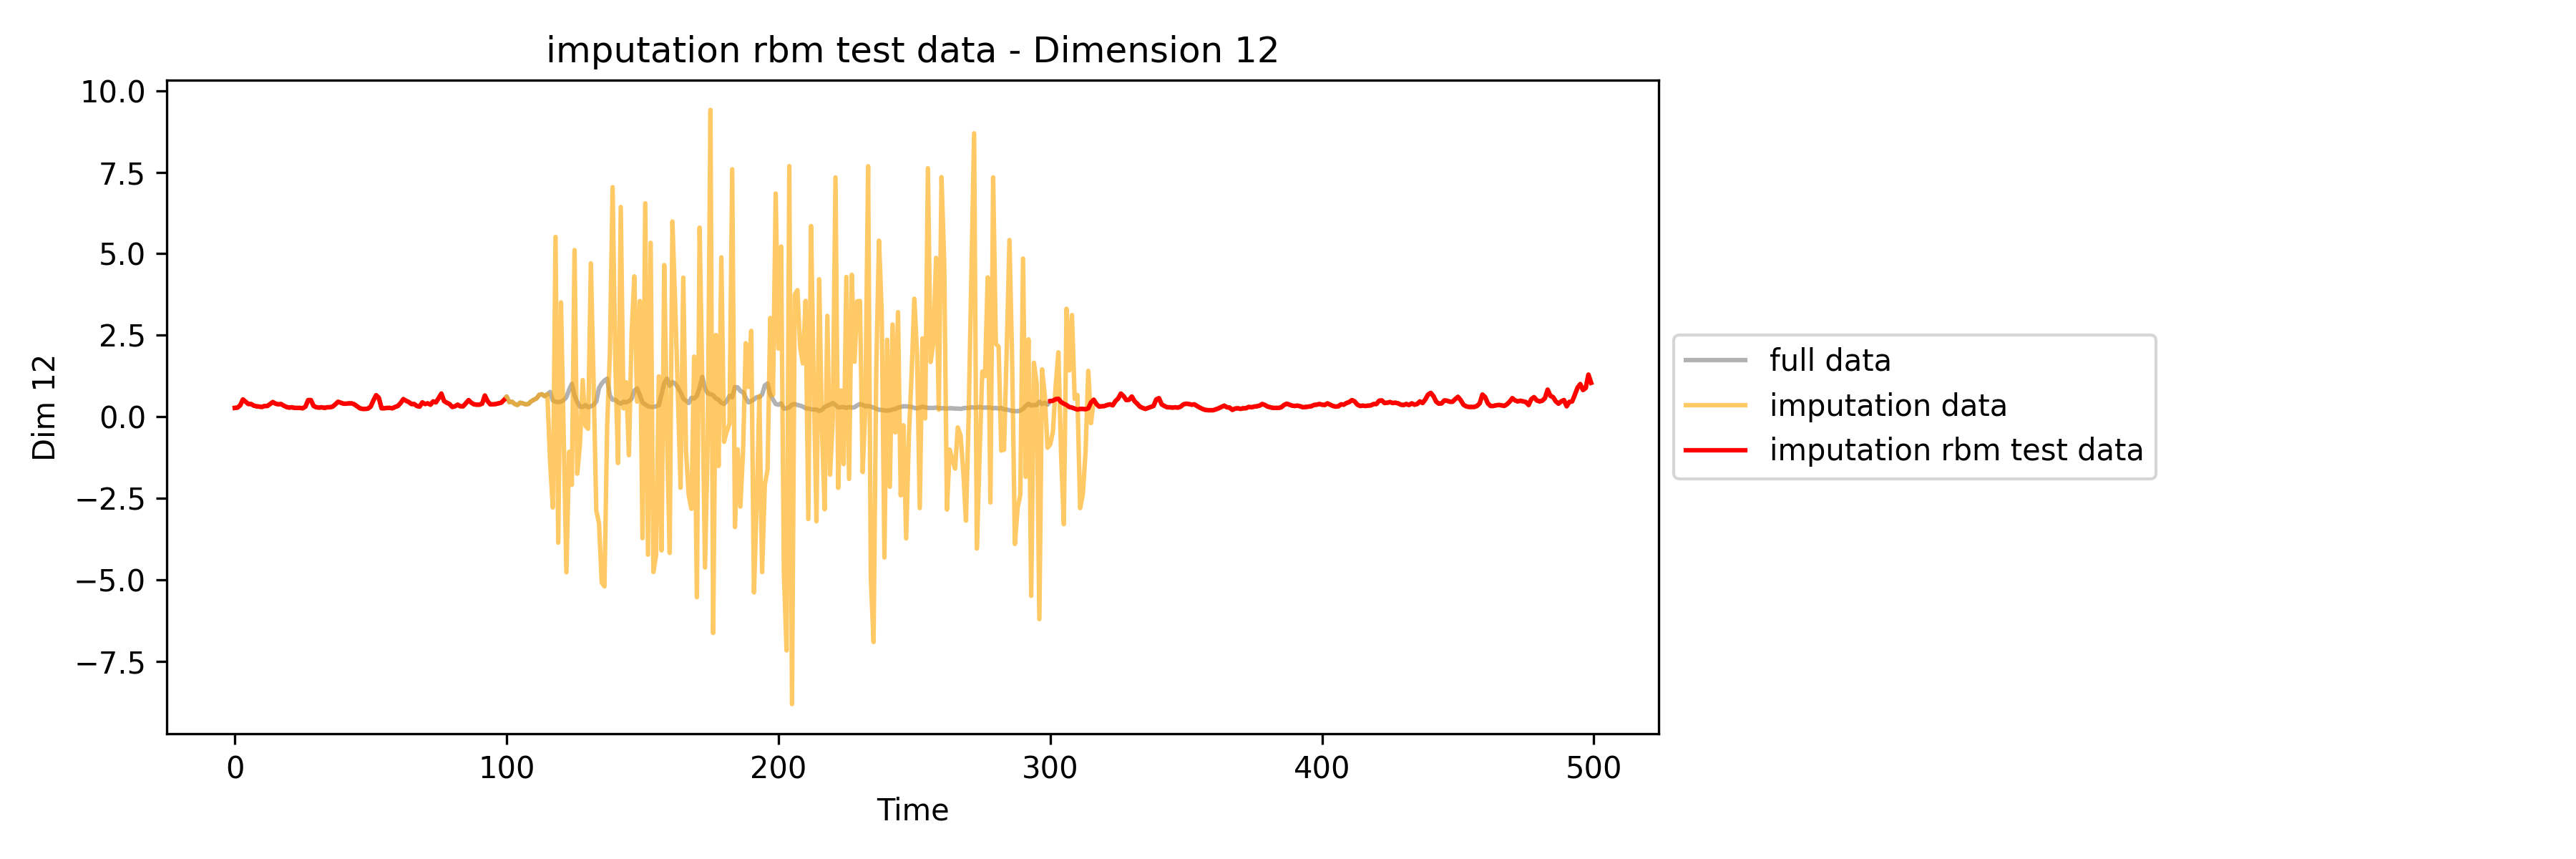 imputation rbm test data - Dimension 12
10.0
7.5
5.0
2.5
0.0
−2.5
−5.0
−7.5
Dim 12
0 100 200 300 400 500
Time
full data
imputation data
imputation rbm test data